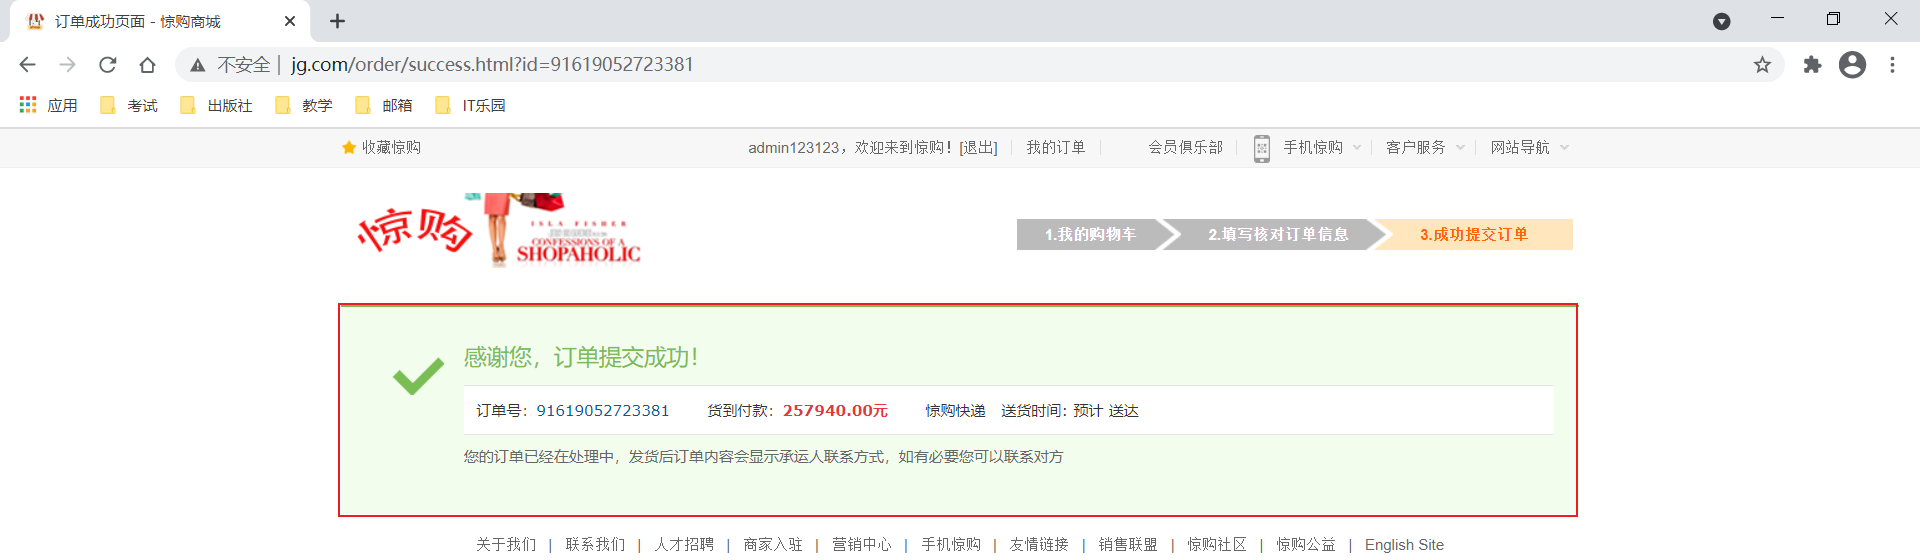 订单成功页面 - 惊购商城
不安全 | jg.com/order/success.html?id=91619052723381
应用 考试 出版社 教学 邮箱 IT乐园
收藏惊购 admin123123，欢迎来到惊购！[退出] 我的订单 会员俱乐部 手机惊购 客户服务 网站导航
惊购
ISLA FISHER
CONFESSIONS OF A
SHOPAHOLIC
1.我的购物车 2.填写核对订单信息 3.成功提交订单
感谢您，订单提交成功！
订单号：91619052723381 货到付款：257940.00元 惊购快递 送货时间：预计 送达
您的订单已经在处理中，发货后订单内容会显示承运人联系方式，如有必要您可以联系对方
关于我们 | 联系我们 | 人才招聘 | 商家入驻 | 营销中心 | 手机惊购 | 友情链接 | 销售联盟 | 惊购社区 | 惊购公益 | English Site